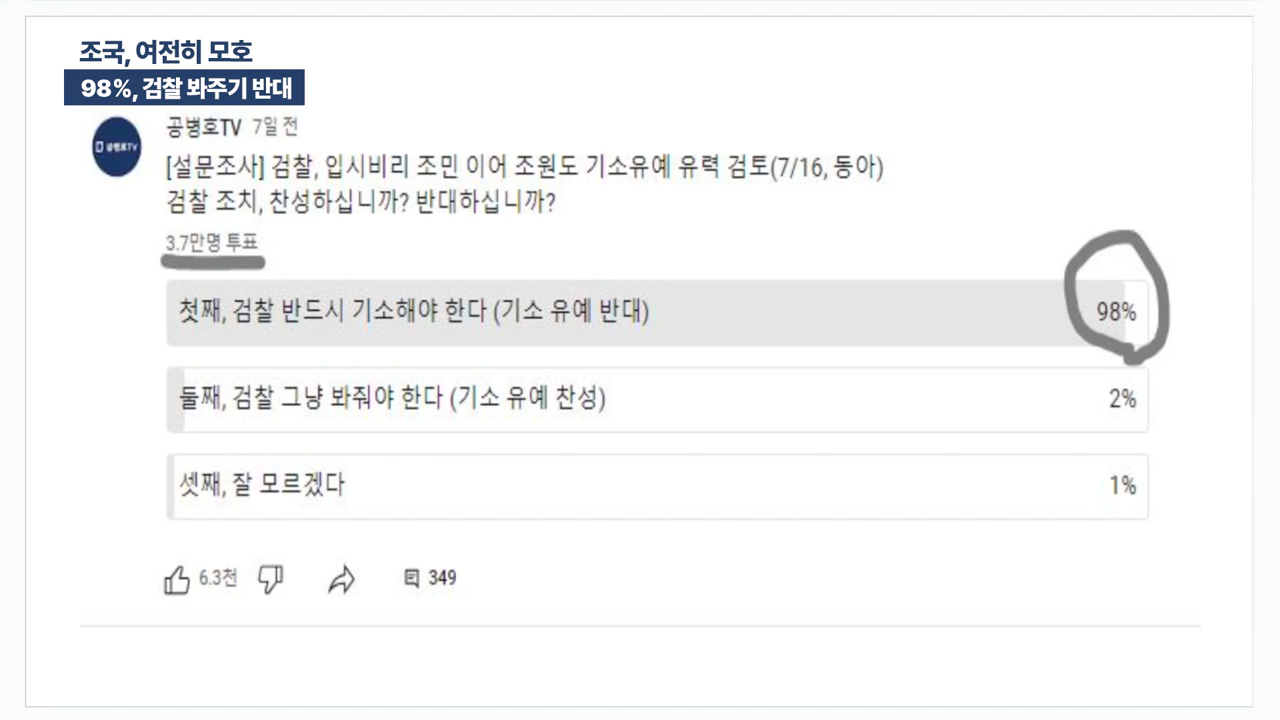 조국, 여전히 모호
98%, 검찰 봐주기 반대
공병호TV
공병호TV 7일 전
[설문조사] 검찰, 입시비리 조민 이어 조원도 기소유예 유력 검토(7/16, 동아)
검찰 조치, 찬성하십니까? 반대하십니까?
3.7만명 투표
첫째, 검찰 반드시 기소해야 한다 (기소 유예 반대) 98%
둘째, 검찰 그냥 봐줘야 한다 (기소 유예 찬성) 2%
셋째, 잘 모르겠다 1%
6.3천 349